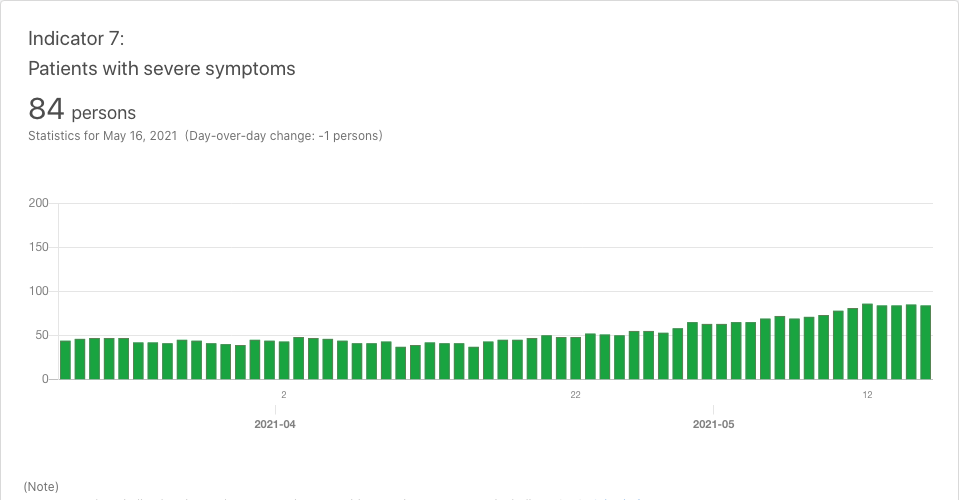 Indicator 7:
Patients with severe symptoms
84 persons
Statistics for May 16, 2021 (Day-over-day change: -1 persons)
200
150
100
50
0
2
22
12
2021-04
2021-05
(Note)